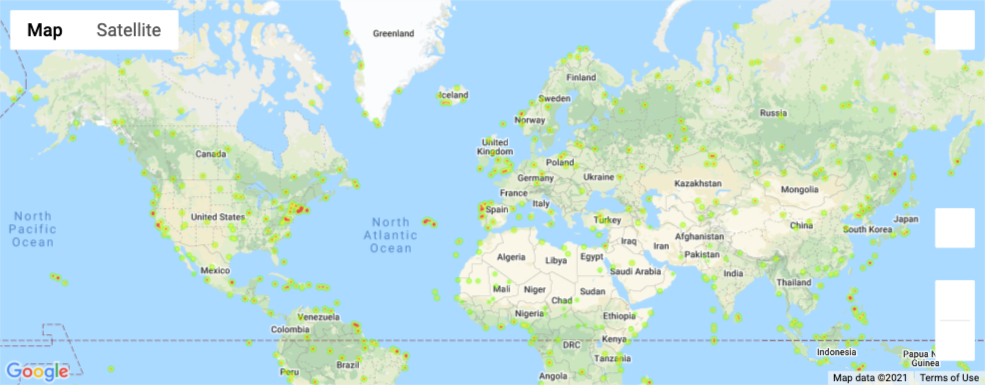 Map Satellite
Greenland
Iceland
Finland
Sweden
Norway
Russia
Canada
United
Kingdom
Poland
Germany
Ukraine
France
Kazakhstan
Mongolia
Italy
Spain
United States
Turkey
North
Pacific
Ocean
North
Atlantic
Ocean
China
Japan
South Korea
Afghanistan
Iraq
Iran
Pakistan
Algeria
Libya
Egypt
Saudi Arabia
India
Mexico
Mali
Niger
Sudan
Chad
Thailand
Nigeria
Ethiopia
Venezuela
Colombia
DRC
Kenya
Indonesia
Papua N
Guinea
Tanzania
Brazil
Peru
Angola
Google
Map data ©2021 Terms of Use